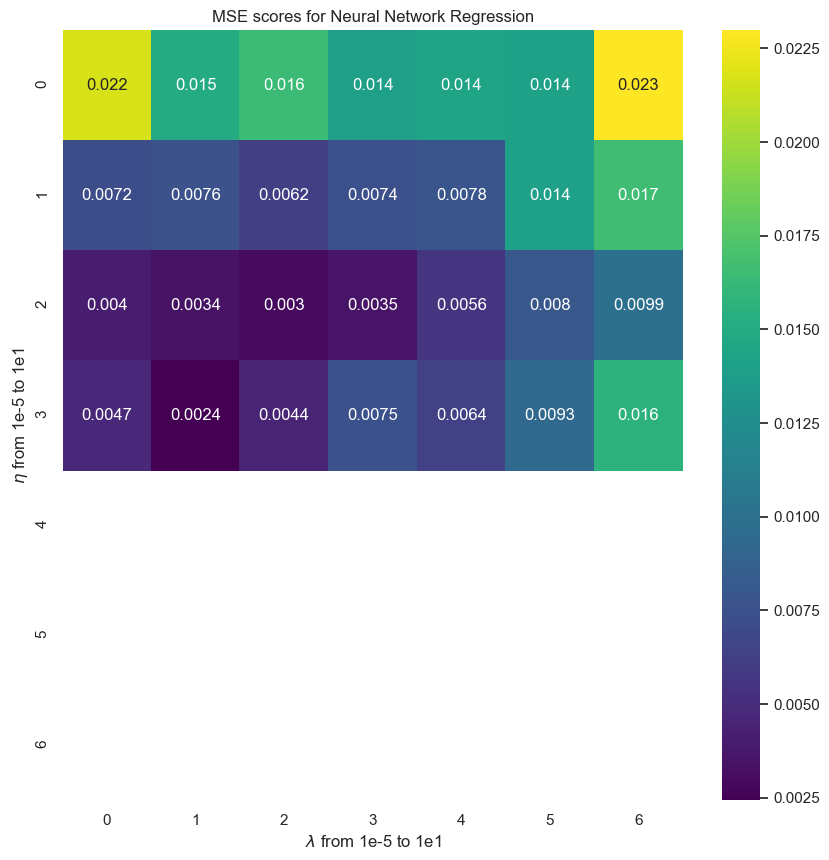 MSE scores for Neural Network Regression
0 0.022 0.015 0.016 0.014 0.014 0.014 0.023
1 0.0072 0.0076 0.0062 0.0074 0.0078 0.014 0.017
2 0.004 0.0034 0.003 0.0035 0.0056 0.008 0.0099
3 0.0047 0.0024 0.0044 0.0075 0.0064 0.0093 0.016
4
5
6
η from 1e-5 to 1e1
0 1 2 3 4 5 6
λ from 1e-5 to 1e1
0.0225
0.0200
0.0175
0.0150
0.0125
0.0100
0.0075
0.0050
0.0025